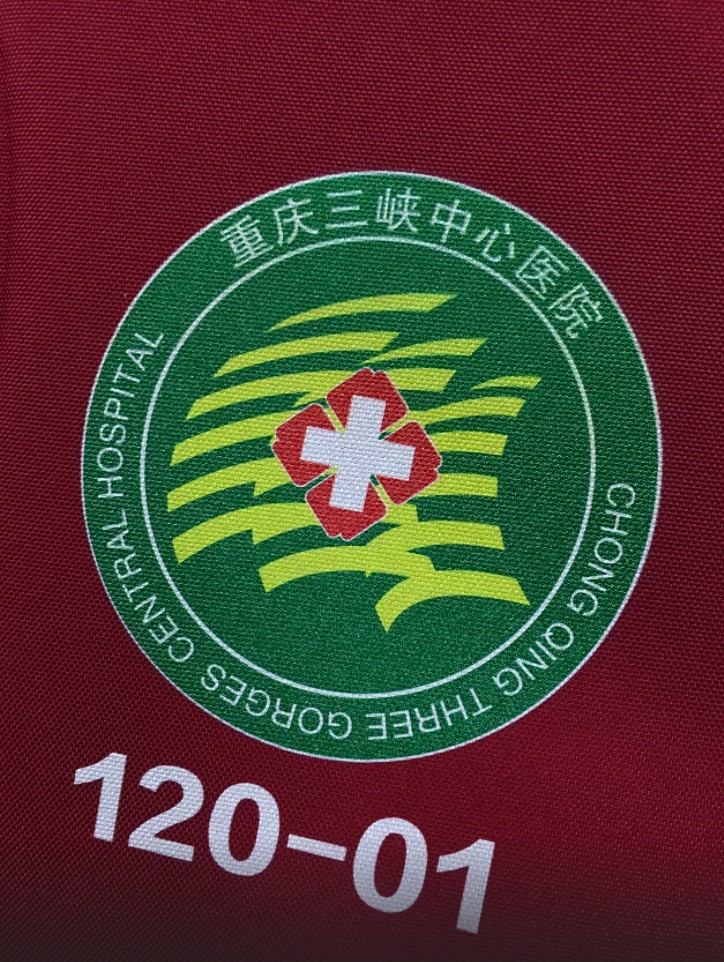 重庆三峡中心医院
CHONG QING THREE GORGES CENTRAL HOSPITAL
120-01